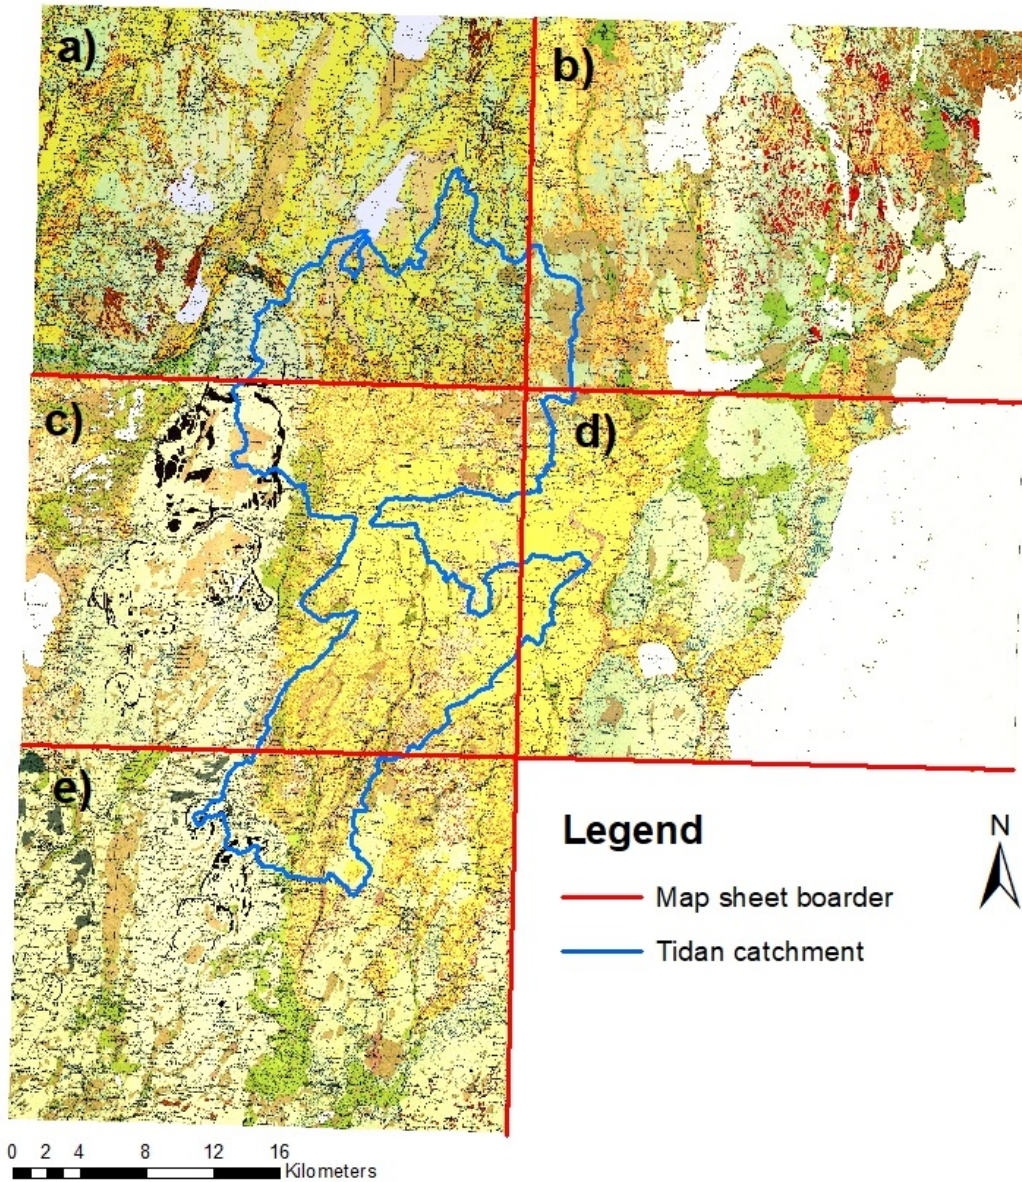 a)
b)
c)
d)
e)
Legend
N
Map sheet boarder
Tidan catchment
0 2 4 8 12 16
Kilometers